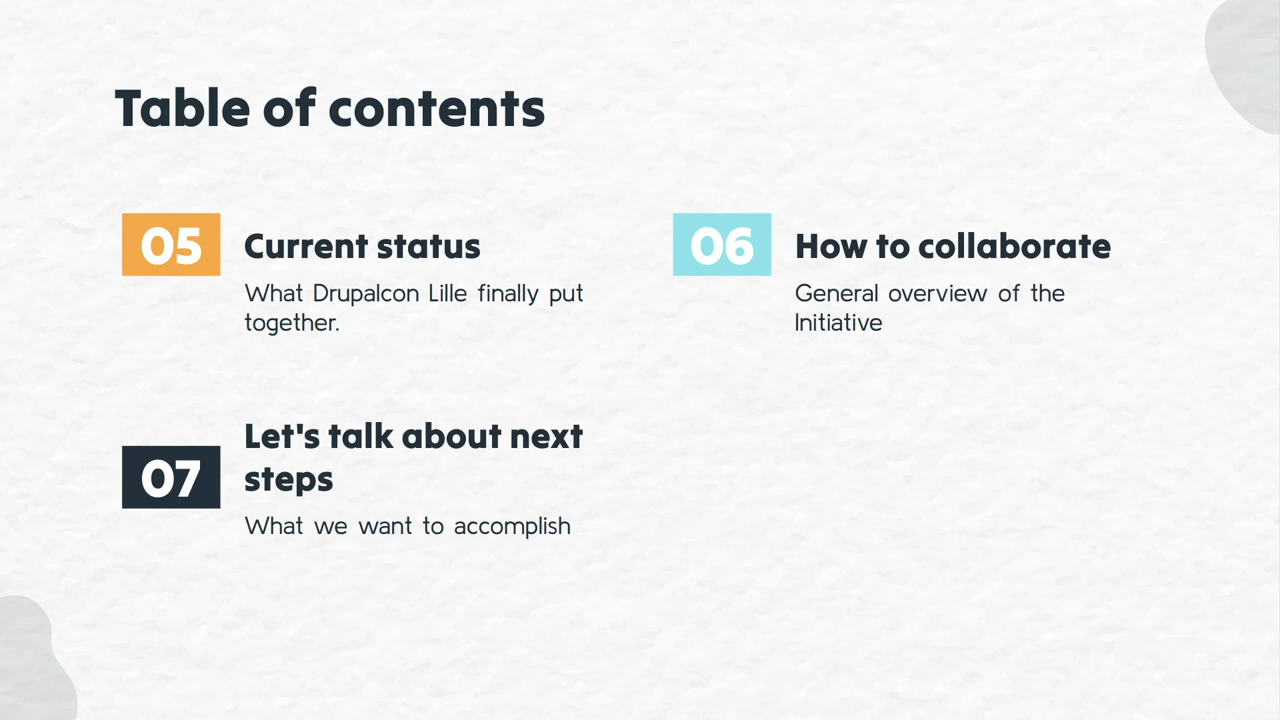 Table of contents
05
Current status
What Drupalcon Lille finally put
together.
06
How to collaborate
General overview of the
Initiative
07
Let's talk about next
steps
What we want to accomplish